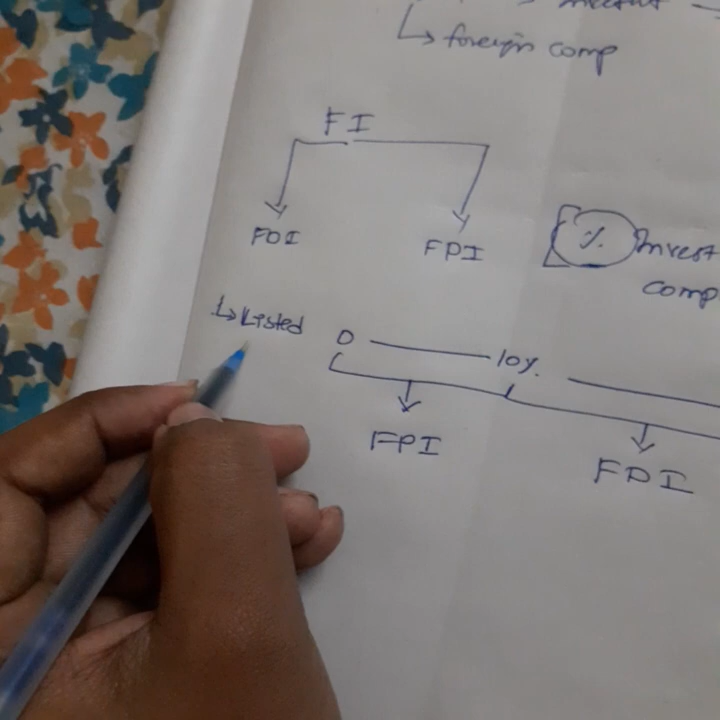 ↳ foreign comp
FI
FDI FPI
% Invest
comp
↳ Listed 0 — 10%. —
FPI
FDI